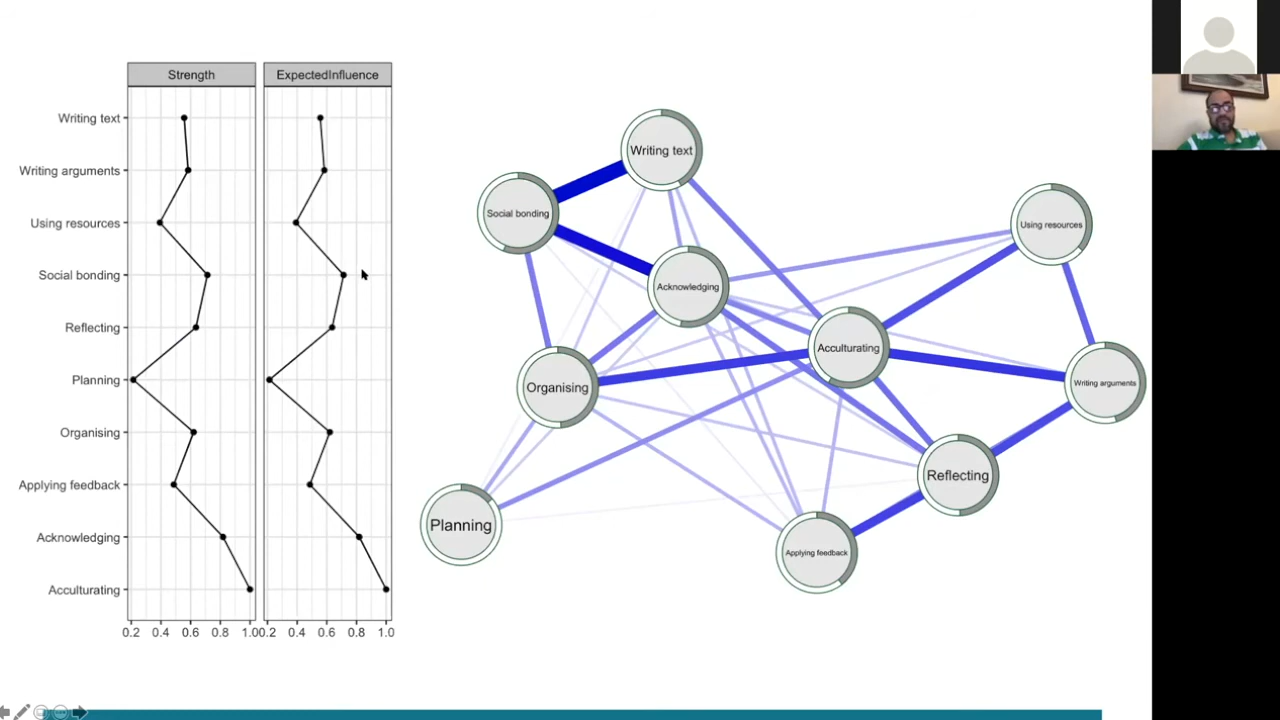 Strength
ExpectedInfluence
Writing text
Writing arguments
Using resources
Social bonding
Reflecting
Planning
Organising
Applying feedback
Acknowledging
Acculturating
0.2 0.4 0.6 0.8 1.0
0.2 0.4 0.6 0.8 1.0
Writing text
Social bonding
Using resources
Acknowledging
Acculturating
Organising
Writing arguments
Reflecting
Planning
Applying feedback